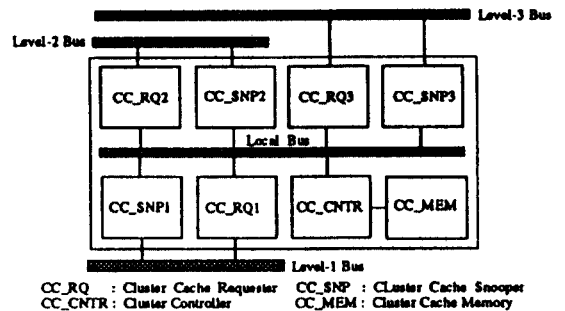 Level-3 Bus
Level-2 Bus
CC_RQ2 CC_SNP2 CC_RQ3 CC_SNP3
Local Bus
CC_SNP1 CC_RQ1 CC_CNTR CC_MEM
Level-1 Bus
CC_RQ : Cluster Cache Requester CC_SNP : CLuster Cache Snooper
CC_CNTR : Cluster Controller CC_MEM : Cluster Cache Memory